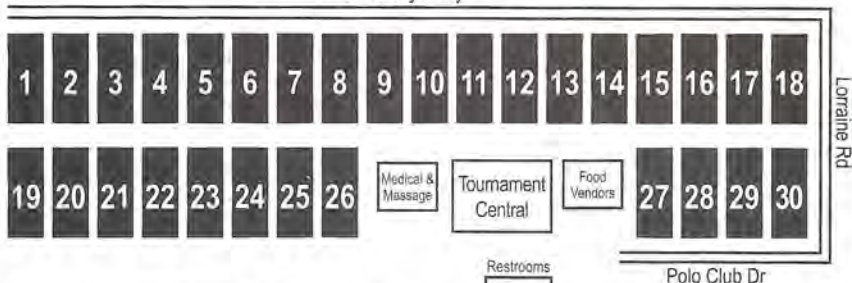 1 2 3 4 5 6 7 8 9 10 11 12 13 14 15 16 17 18
Lorraine Rd
19 20 21 22 23 24 25 26
Medical &
Massage
Tournament
Central
Food
Vendors
27 28 29 30
Restrooms
Polo Club Dr